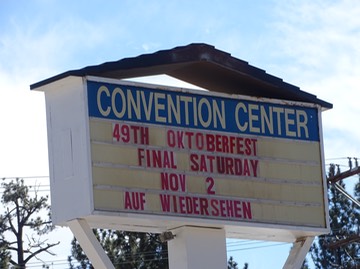 CONVENTION CENTER
49TH OKTOBERFEST
FINAL SATURDAY
NOV 2
AUF WIEDERSEHEN